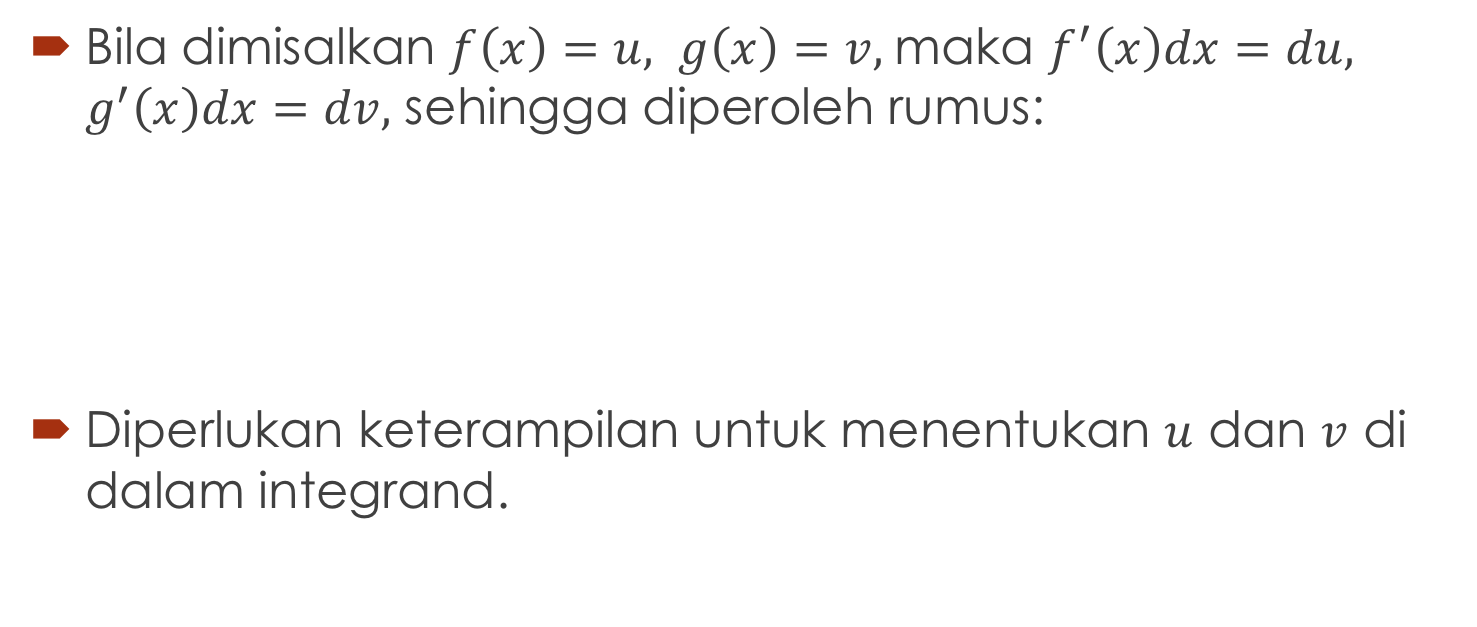 Bila dimisalkan f(x) = u, g(x) = v, maka f′(x)dx = du,
g′(x)dx = dv, sehingga diperoleh rumus:
Diperlukan keterampilan untuk menentukan u dan v di
dalam integrand.